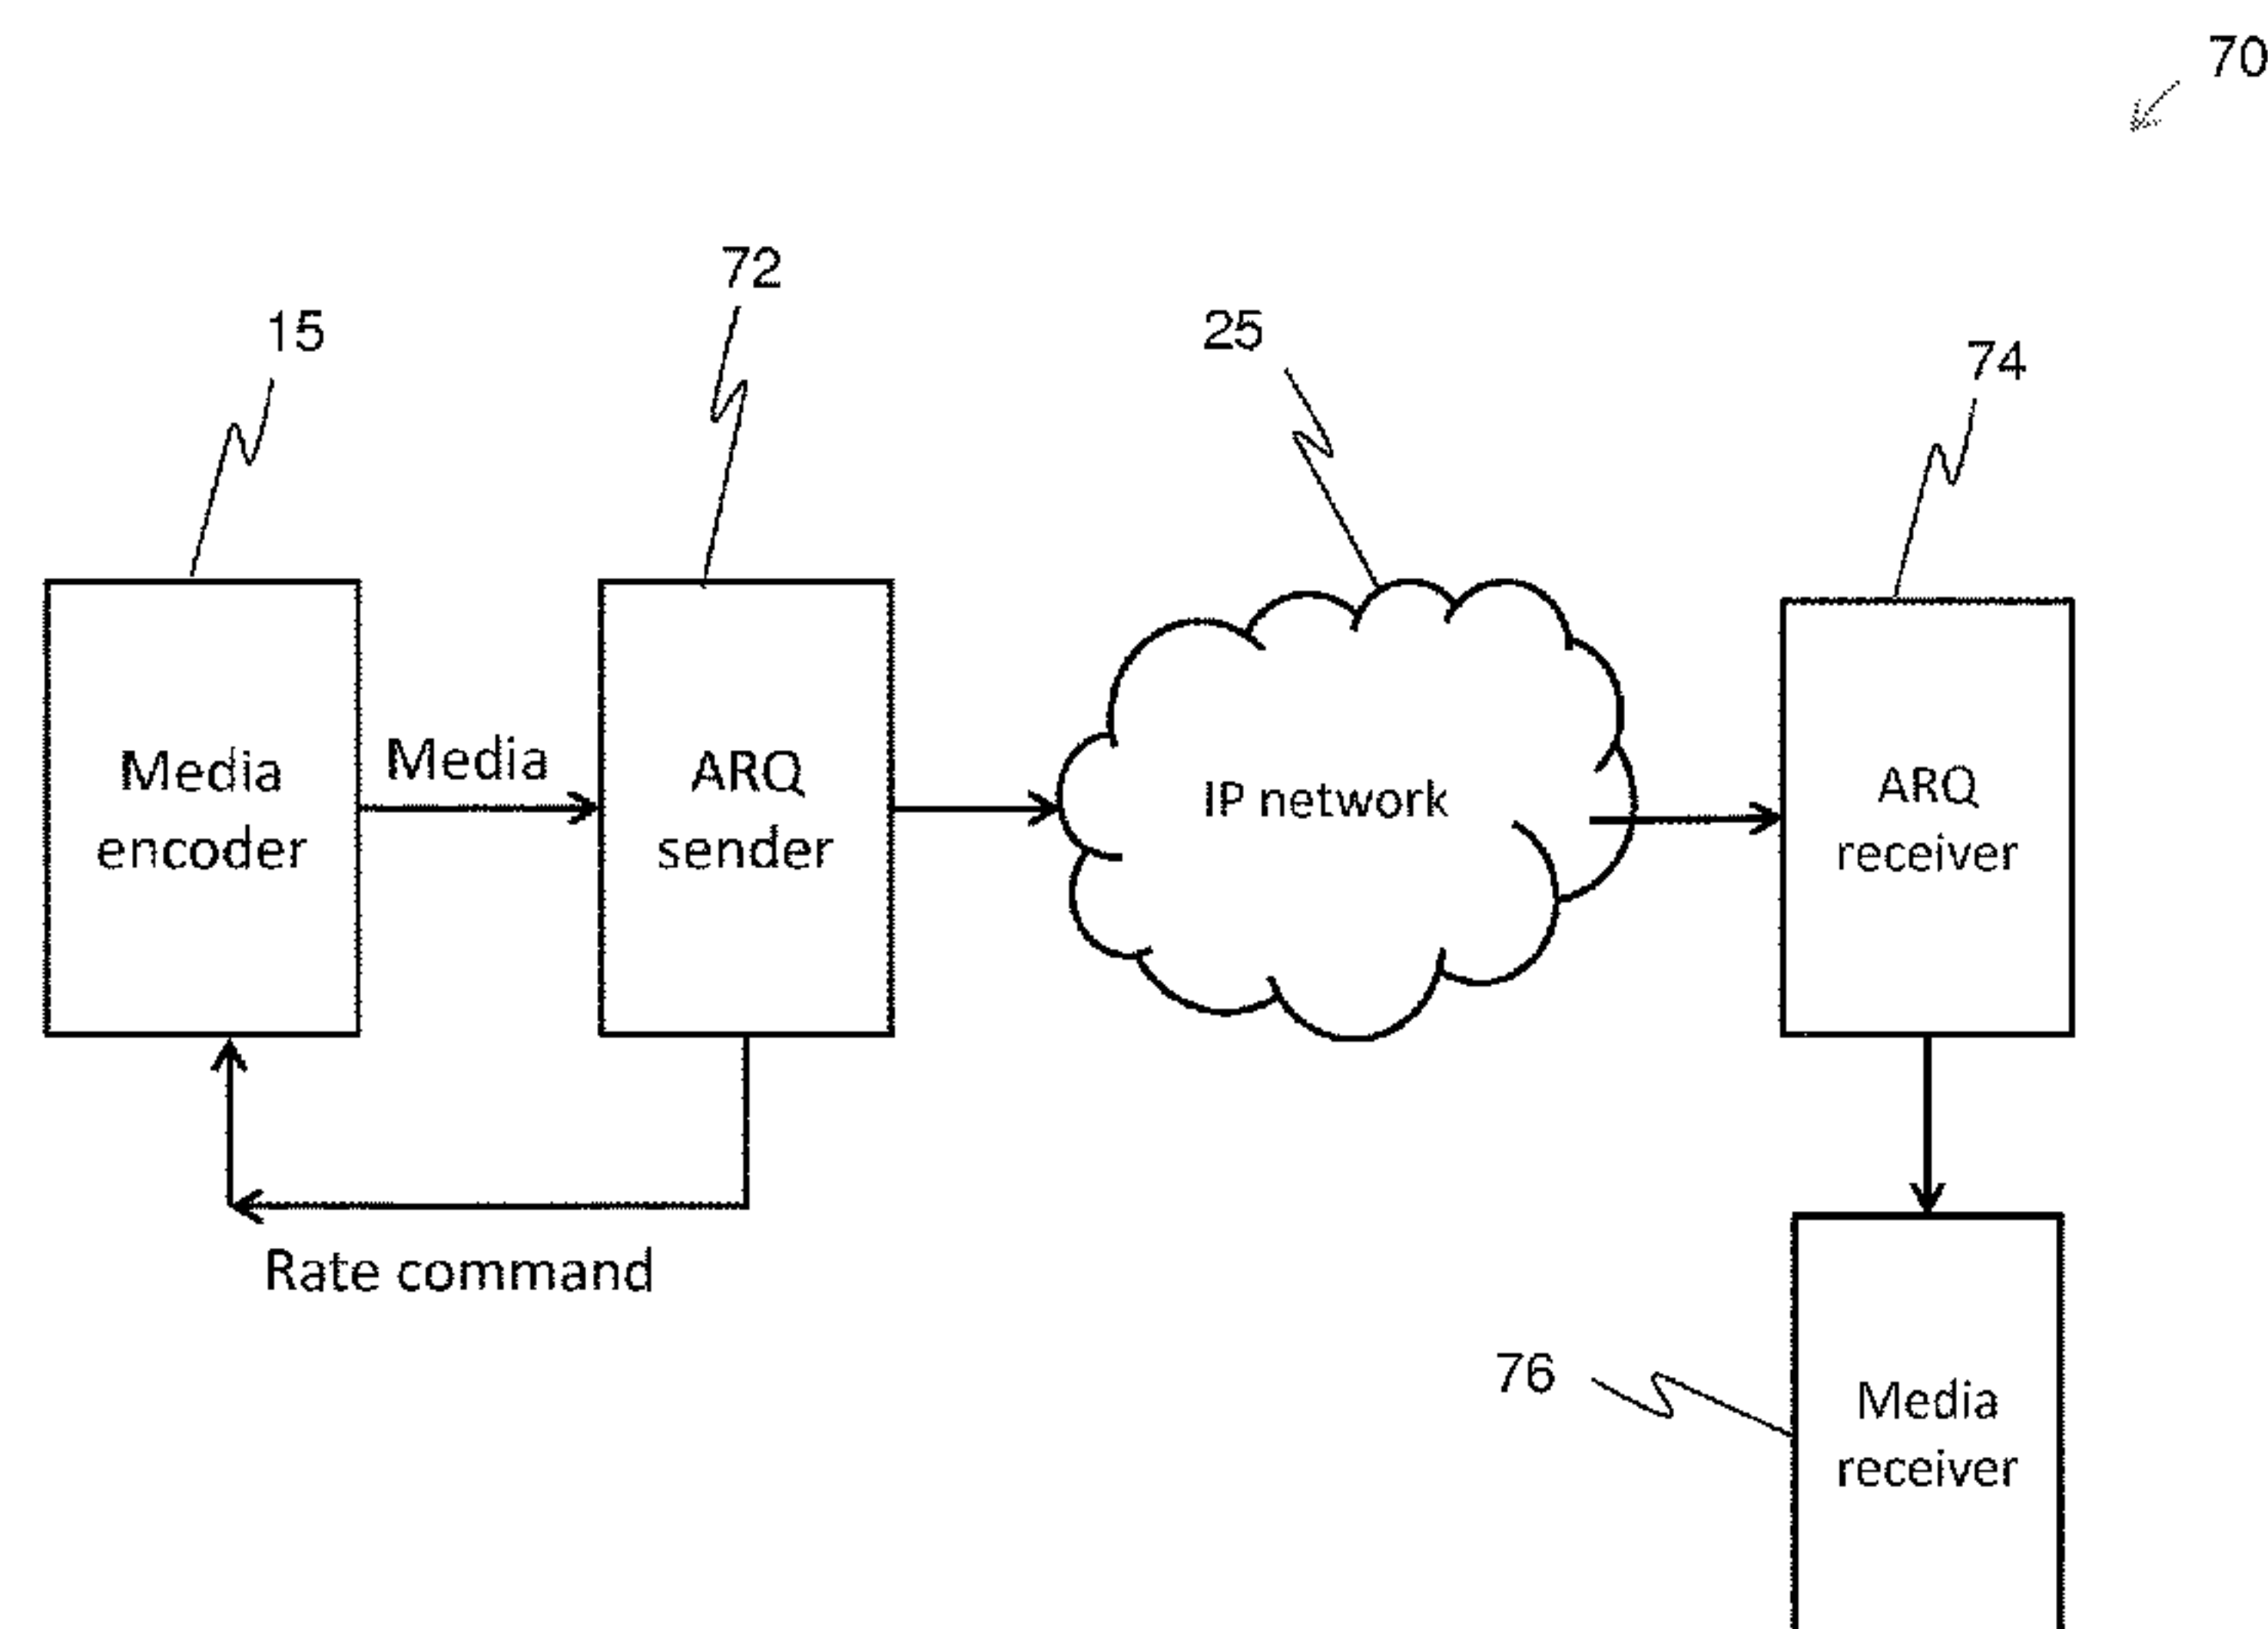 70
72
15
25
74
Media
encoder
Media
ARQ
sender
IP network
ARQ
receiver
Rate command
76
Media
receiver